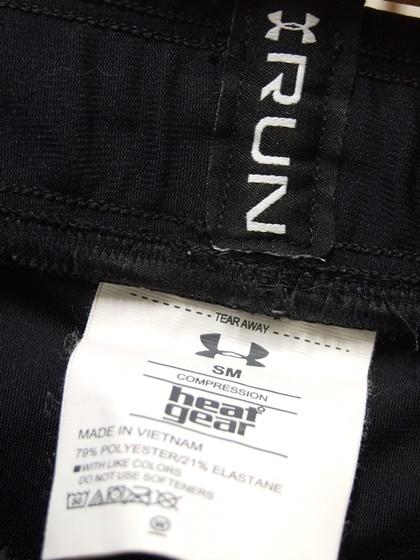 RUN
TEAR AWAY
SM
COMPRESSION
heat
gear
MADE IN VIETNAM
79% POLYESTER/21% ELASTANE
WITH LIKE COLORS
DO NOT USE SOFTENERS
30
W